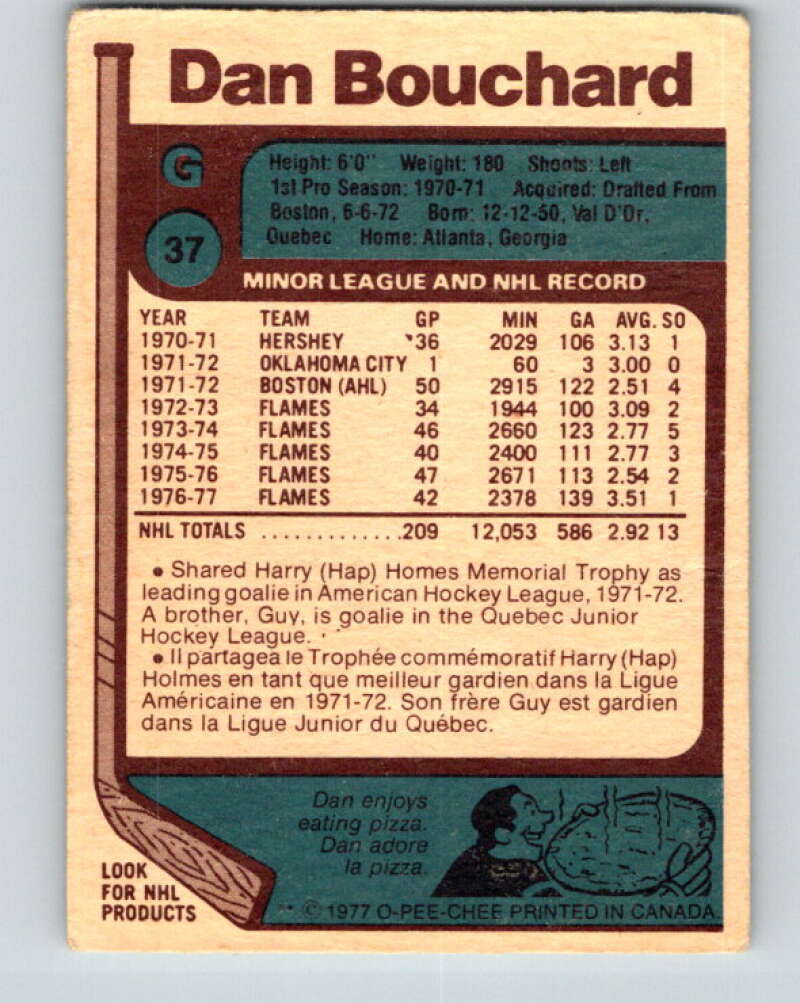 Dan Bouchard
G
37
Height: 6'0" Weight: 180 Shoots: Left
1st Pro Season: 1970-71 Acquired: Drafted From
Boston, 6-6-72 Born: 12-12-50, Val D'Or,
Quebec Home: Atlanta, Georgia
MINOR LEAGUE AND NHL RECORD
YEAR TEAM GP MIN GA AVG. SO
1970-71 HERSHEY 36 2029 106 3.13 1
1971-72 OKLAHOMA CITY 1 60 3 3.00 0
1971-72 BOSTON (AHL) 50 2915 122 2.51 4
1972-73 FLAMES 34 1944 100 3.09 2
1973-74 FLAMES 46 2660 123 2.77 5
1974-75 FLAMES 40 2400 111 2.77 3
1975-76 FLAMES 47 2671 113 2.54 2
1976-77 FLAMES 42 2378 139 3.51 1
NHL TOTALS .............209 12,053 586 2.92 13
• Shared Harry (Hap) Homes Memorial Trophy as
leading goalie in American Hockey League, 1971-72.
A brother, Guy, is goalie in the Quebec Junior
Hockey League.
• Il partagea le Trophée commémoratif Harry (Hap)
Holmes en tant que meilleur gardien dans la Ligue
Américaine en 1971-72. Son frère Guy est gardien
dans la Ligue Junior du Québec.
Dan enjoys
eating pizza.
Dan adore
la pizza.
LOOK
FOR NHL
PRODUCTS
© 1977 O-PEE-CHEE PRINTED IN CANADA.